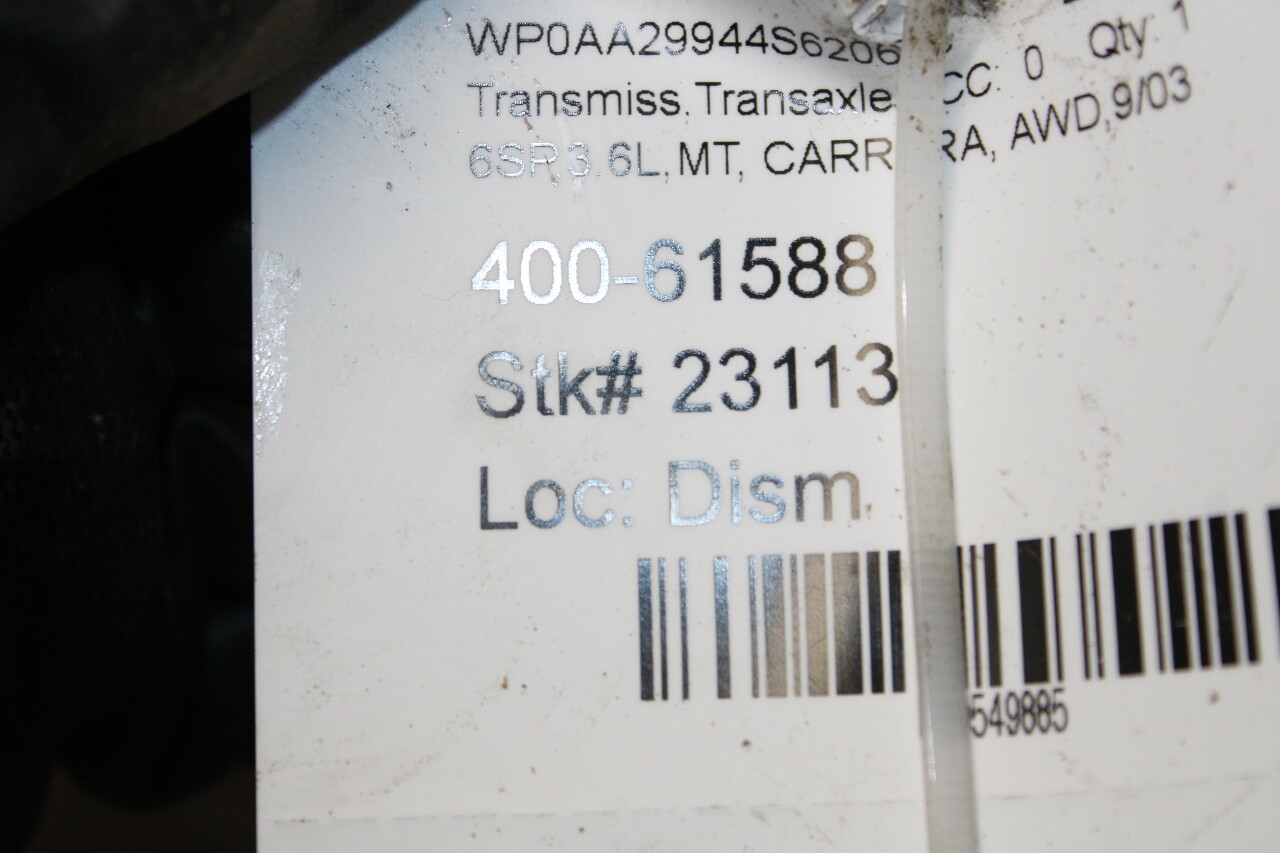 WP0AA29944S6206
CC: 0 Qty: 1
Transmiss,Transaxle
6SP,3.6L, MT, CARR RA, AWD,9/03
400-61588
Stk# 23113
Loc: Dism
549885